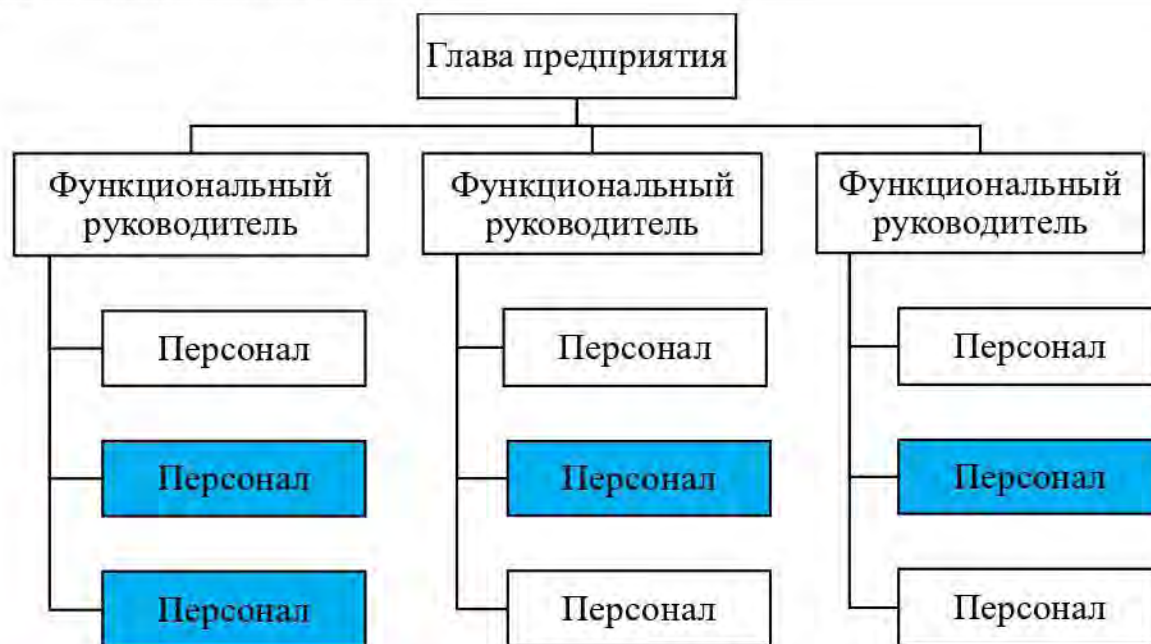 Глава предприятия
Функциональный
руководитель
Функциональный
руководитель
Функциональный
руководитель
Персонал
Персонал
Персонал
Персонал
Персонал
Персонал
Персонал
Персонал
Персонал